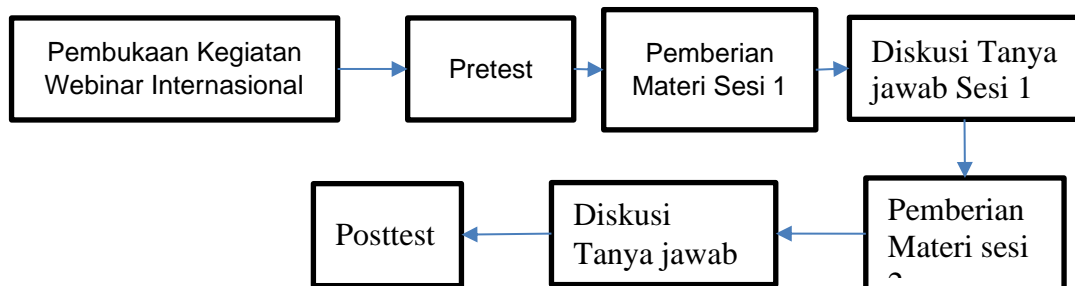 Pembukaan Kegiatan
Webinar Internasional
Pretest
Pemberian
Materi Sesi 1
Diskusi Tanya
jawab Sesi 1
Pemberian
Materi sesi
Diskusi
Tanya jawab
Posttest